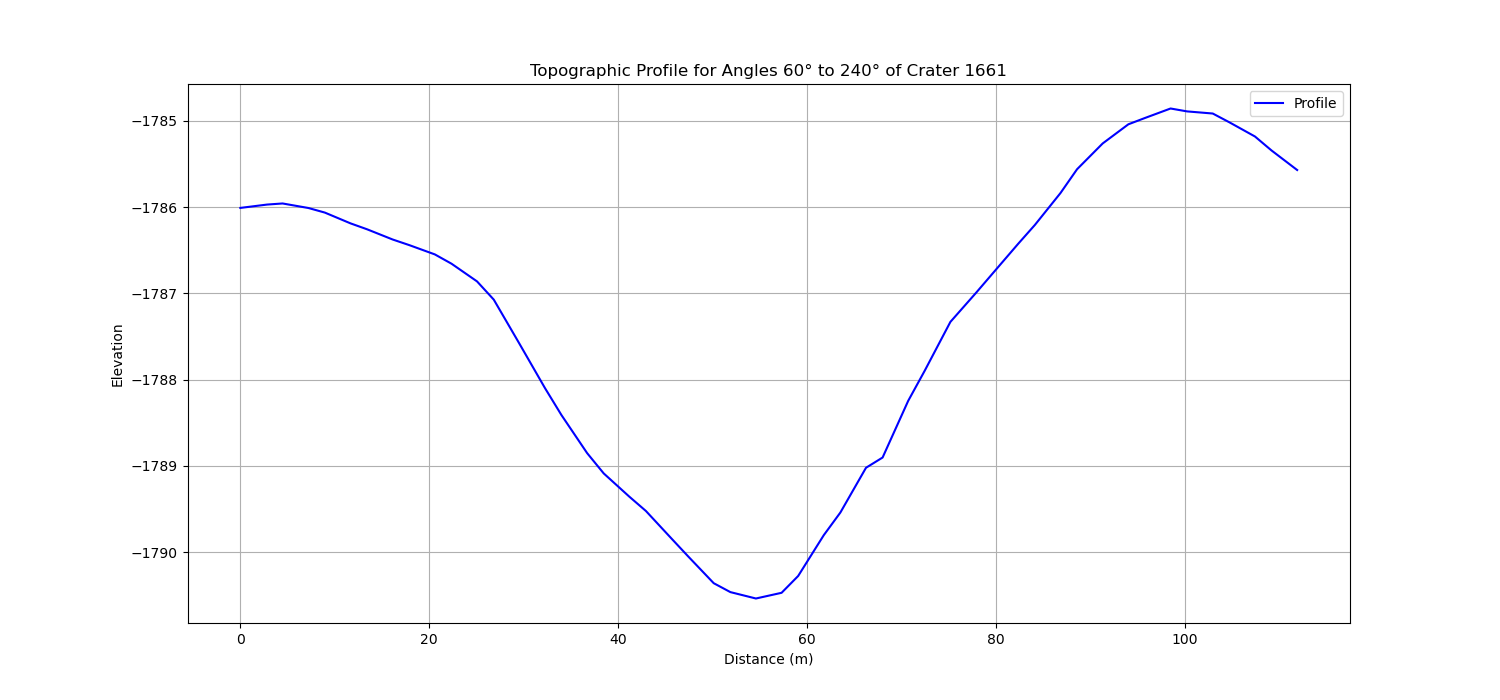 Topographic Profile for Angles 60° to 240° of Crater 1661
Profile
−1785
−1786
−1787
−1788
−1789
−1790
Elevation
0 20 40 60 80 100
Distance (m)